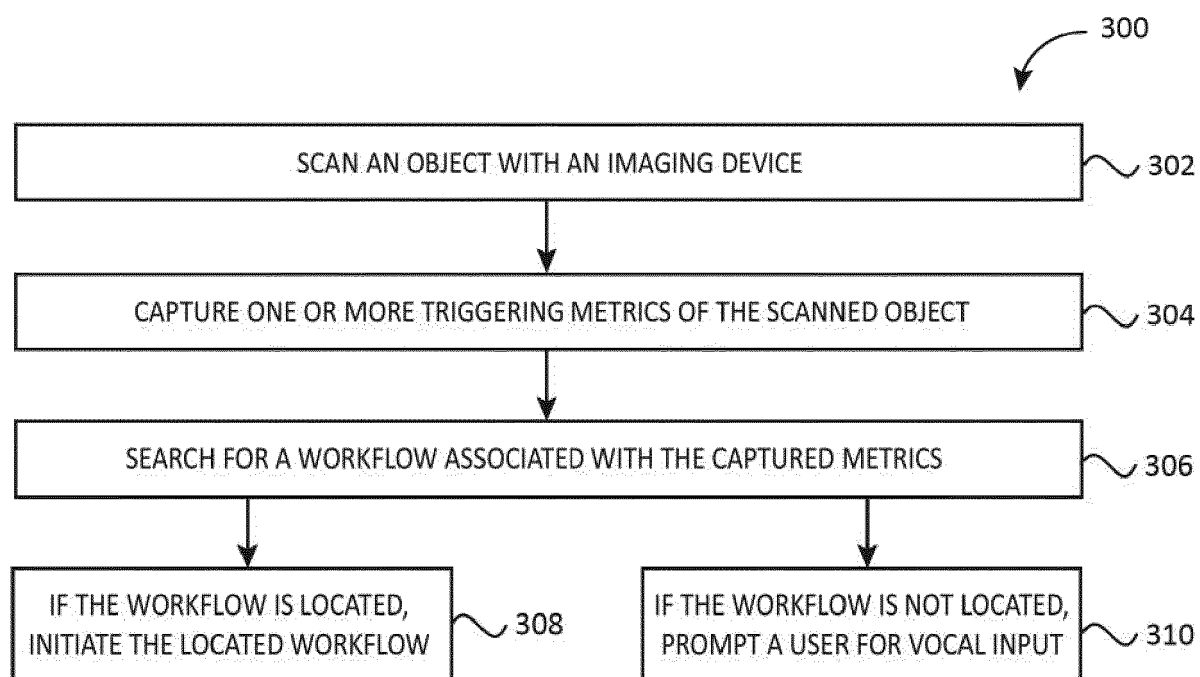 300
SCAN AN OBJECT WITH AN IMAGING DEVICE
302
CAPTURE ONE OR MORE TRIGGERING METRICS OF THE SCANNED OBJECT
304
SEARCH FOR A WORKFLOW ASSOCIATED WITH THE CAPTURED METRICS
306
IF THE WORKFLOW IS LOCATED,
INITIATE THE LOCATED WORKFLOW
308
IF THE WORKFLOW IS NOT LOCATED,
PROMPT A USER FOR VOCAL INPUT
310